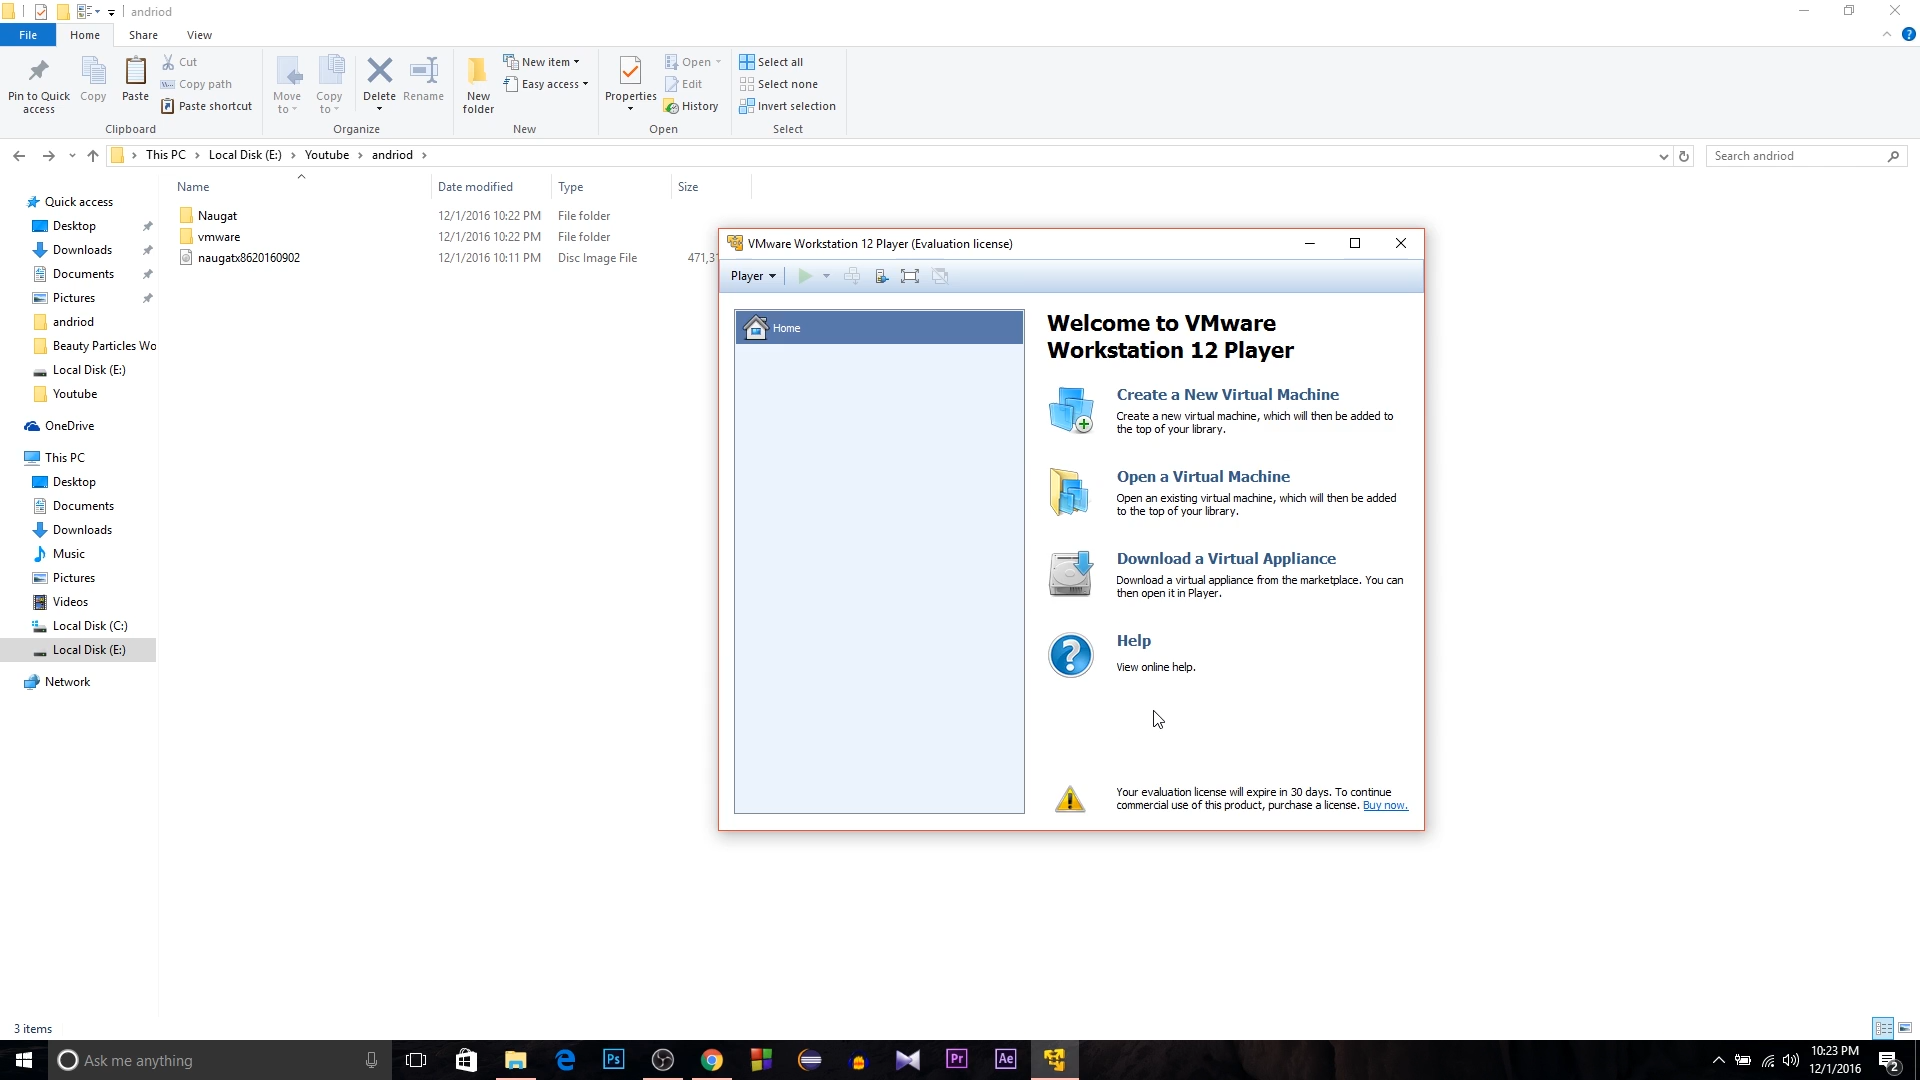 andriod
File
Home
Share
View
Pin to Quick access
Copy
Paste
Cut
Copy path
Paste shortcut
Clipboard
Move to
Copy to
Delete
Rename
Organize
New folder
New item
Easy access
New
Properties
Open
Edit
History
Open
Select all
Select none
Invert selection
Select
This PC
Local Disk (E:)
Youtube
andriod
Search andriod
Name
Date modified
Type
Size
Naugat 12/1/2016 10:22 PM File folder
vmware 12/1/2016 10:22 PM File folder
naugatx8620160902 12/1/2016 10:11 PM Disc Image File 471,31
Quick access
Desktop
Downloads
Documents
Pictures
andriod
Beauty Particles Wo
Local Disk (E:)
Youtube
OneDrive
This PC
Desktop
Documents
Downloads
Music
Pictures
Videos
Local Disk (C:)
Local Disk (E:)
Network
VMware Workstation 12 Player (Evaluation license)
Player
Home
Welcome to VMware
Workstation 12 Player
Create a New Virtual Machine
Create a new virtual machine, which will then be added to
the top of your library.
Open a Virtual Machine
Open an existing virtual machine, which will then be added
to the top of your library.
Download a Virtual Appliance
Download a virtual appliance from the marketplace. You can
then open it in Player.
Help
View online help.
Your evaluation license will expire in 30 days. To continue
commercial use of this product, purchase a license. Buy now.
3 items
Ask me anything
Ps
Pr
Ae
10:23 PM
12/1/2016
2